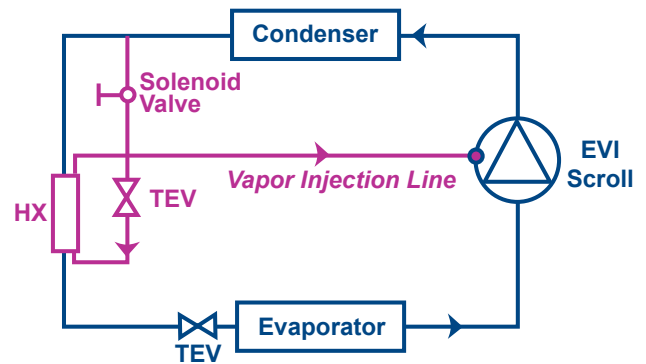 Condenser
Solenoid
Valve
EVI
Scroll
Vapor Injection Line
TEV
HX
Evaporator
TEV